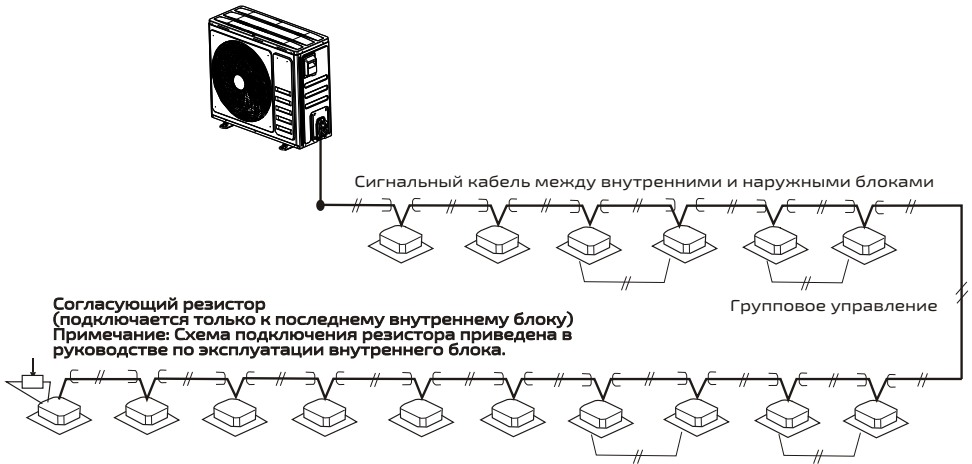 Сигнальный кабель между внутренними и наружными блоками
Групповое управление
Согласующий резистор
(подключается только к последнему внутреннему блоку)
Примечание: Схема подключения резистора приведена в
руководстве по эксплуатации внутреннего блока.